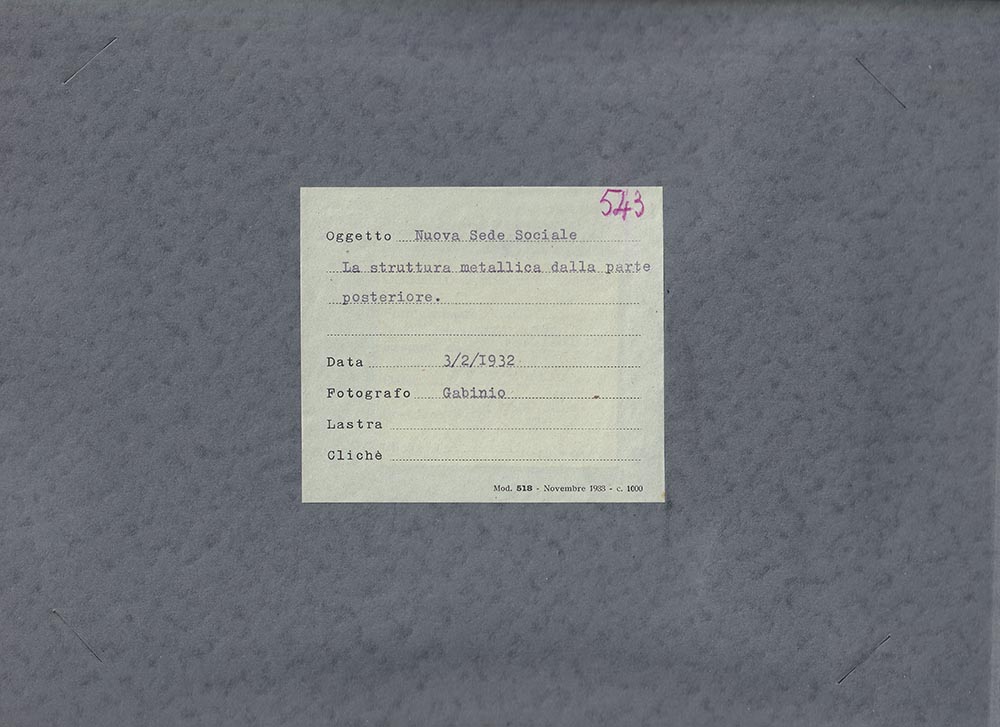 543
Oggetto Nuova Sede Sociale
La struttura metallica dalla parte
posteriore.
Data 3/2/1932
Fotografo Gabinio
Lastra
Clichè
Mod. 518 - Novembre 1933 - c. 1000